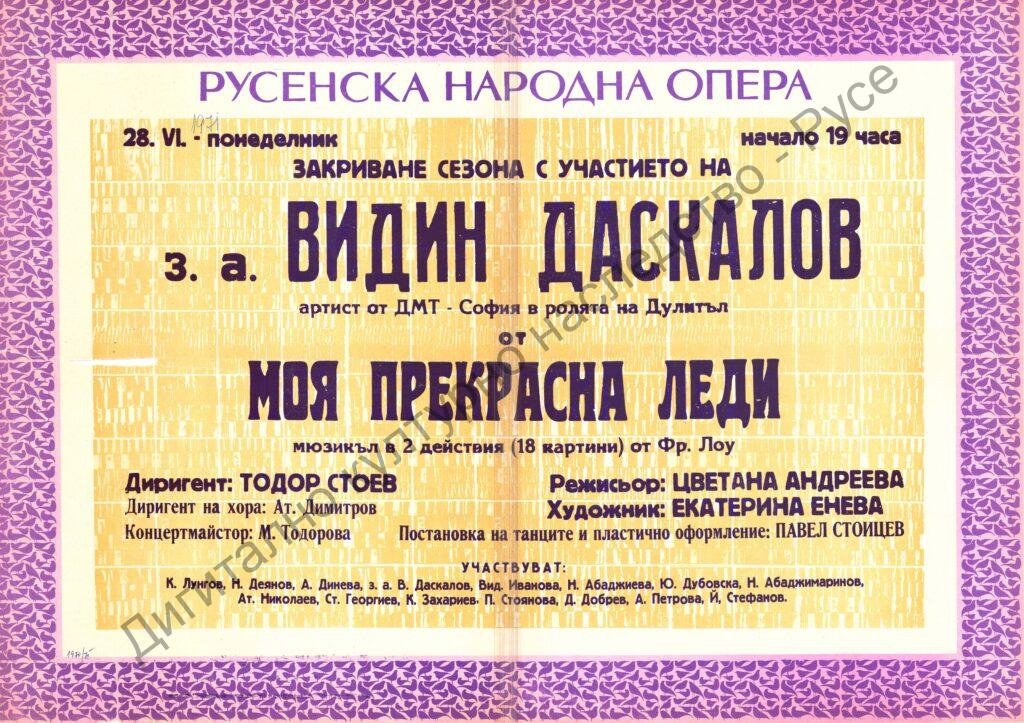 РУСЕНСКА НАРОДНА ОПЕРА
1971
28. VI. - понеделник
начало 19 часа
ЗАКРИВАНЕ СЕЗОНА С УЧАСТИЕТО НА
з. а. ВИДИН ДАСКАЛОВ
артист от ДМТ - София в ролята на Дулитъл
от
МОЯ ПРЕКРАСНА ЛЕДИ
мюзикъл в 2 действия (18 картини) от Фр. Лоу
Диригент: ТОДОР СТОЕВ
Диригент на хора: Ат. Димитров
Концертмайстор: М. Тодорова
Режисьор: ЦВЕТАНА АНДРЕЕВА
Художник: ЕКАТЕРИНА ЕНЕВА
Постановка на танците и пластично оформление: ПАВЕЛ СТОИЦЕВ
УЧАСТВУВАТ:
К. Лунгов, Н. Деянов, А. Динева, з. а. В. Даскалов, Вид. Иванова, Н. Абаджиева, Ю. Дубовска, Н. Абаджимаринов,
Ат. Николаев, Ст. Георгиев, К. Захариев, П. Стоянова, Д. Добрев, А. Петрова, Й, Стефанов.
Дигитално културно наследство - Русе